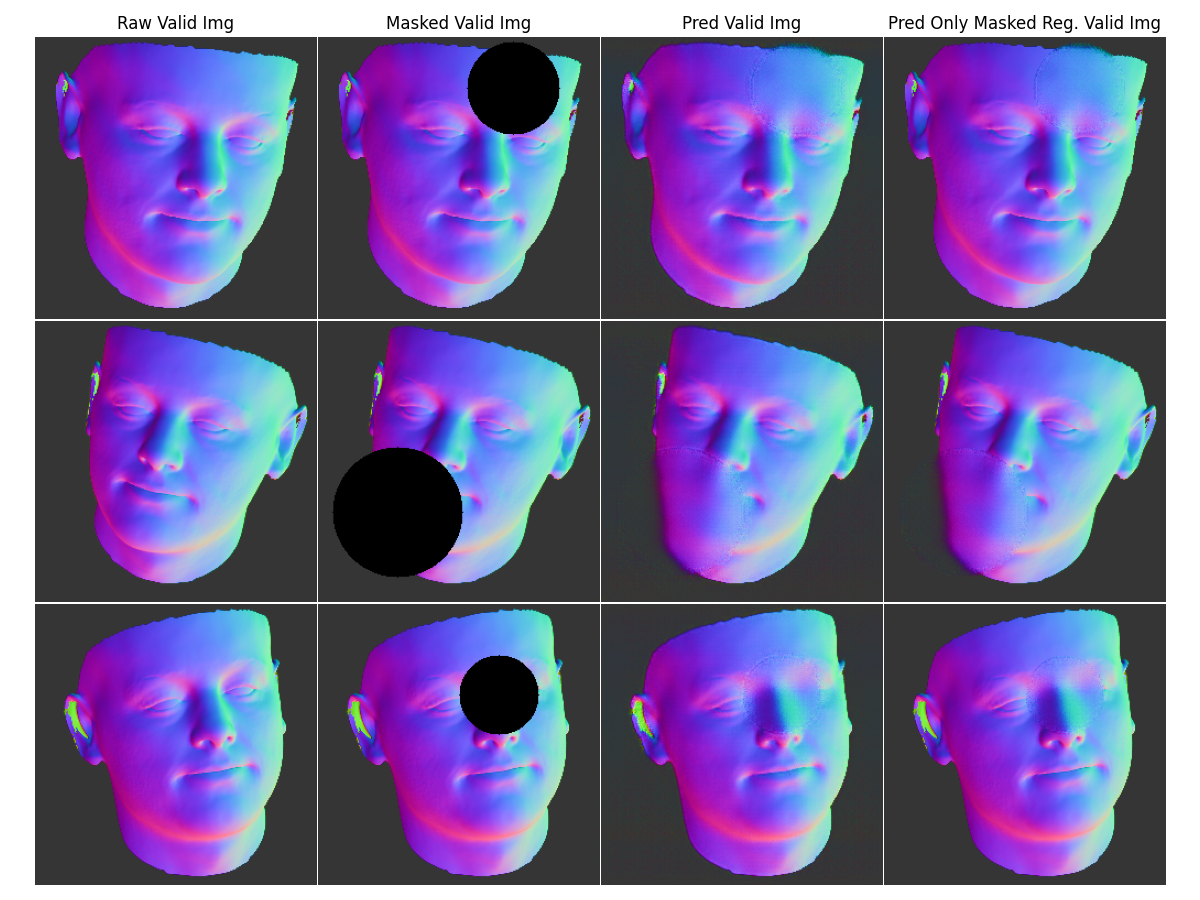 Raw Valid Img
Masked Valid Img
Pred Valid Img
Pred Only Masked Reg. Valid Img